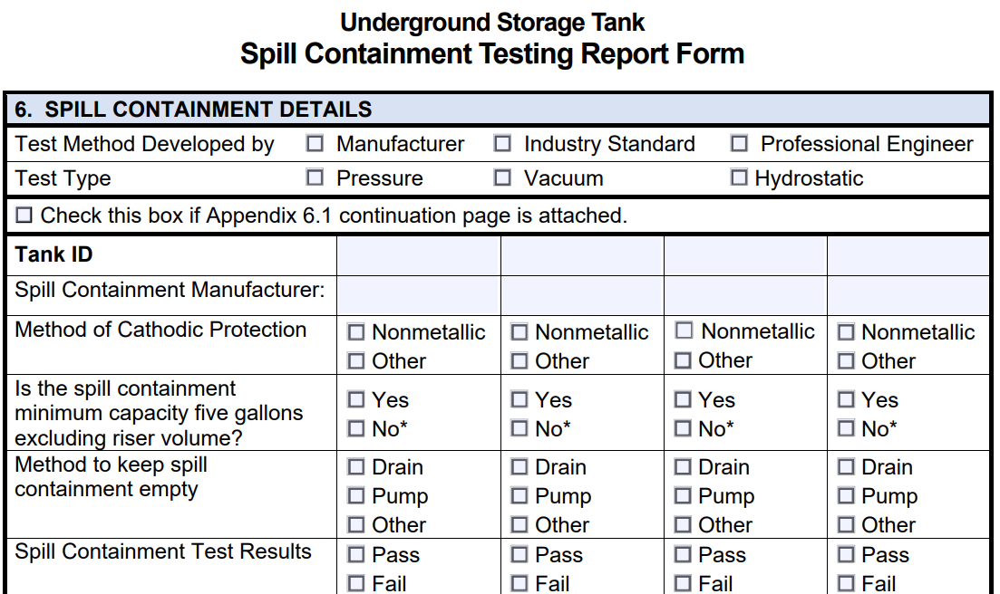 Underground Storage Tank
Spill Containment Testing Report Form
6. SPILL CONTAINMENT DETAILS
Test Method Developed by Manufacturer Industry Standard Professional Engineer
Test Type Pressure Vacuum Hydrostatic
Check this box if Appendix 6.1 continuation page is attached.
Tank ID
Spill Containment Manufacturer:
Method of Cathodic Protection
Nonmetallic Nonmetallic Nonmetallic Nonmetallic
Other Other Other Other
Is the spill containment
minimum capacity five gallons
excluding riser volume?
Yes Yes Yes Yes
No* No* No* No*
Method to keep spill
containment empty
Drain Drain Drain Drain
Pump Pump Pump Pump
Other Other Other Other
Spill Containment Test Results
Pass Pass Pass Pass
Fail Fail Fail Fail